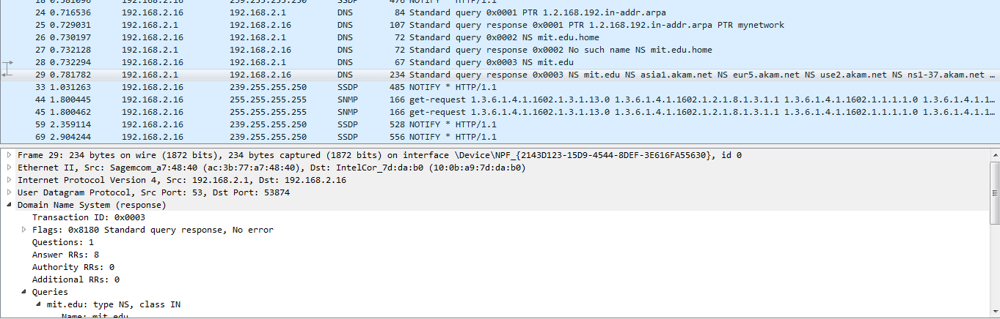 18 0.581096 192.168.2.16 239.255.255.250 SSDP 476 NOTIFY * HTTP/1.1
24 0.716536 192.168.2.16 192.168.2.1 DNS 84 Standard query 0x0001 PTR 1.2.168.192.in-addr.arpa
25 0.729031 192.168.2.1 192.168.2.16 DNS 107 Standard query response 0x0001 PTR 1.2.168.192.in-addr.arpa PTR mynetwork
26 0.730197 192.168.2.16 192.168.2.1 DNS 72 Standard query 0x0002 NS mit.edu.home
27 0.732128 192.168.2.1 192.168.2.16 DNS 72 Standard query response 0x0002 No such name NS mit.edu.home
28 0.732294 192.168.2.16 192.168.2.1 DNS 67 Standard query 0x0003 NS mit.edu
29 0.781782 192.168.2.1 192.168.2.16 DNS 234 Standard query response 0x0003 NS mit.edu NS asia1.akam.net NS eur5.akam.net NS use2.akam.net NS ns1-37.akam.net …
33 1.031263 192.168.2.16 239.255.255.250 SSDP 485 NOTIFY * HTTP/1.1
44 1.800445 192.168.2.16 255.255.255.255 SNMP 166 get-request 1.3.6.1.4.1.1602.1.3.1.13.0 1.3.6.1.4.1.1602.1.2.1.8.1.3.1.1 1.3.6.1.4.1.1602.1.1.1.1.0 1.3.6.1.4.1.1…
45 1.800462 192.168.2.16 255.255.255.255 SNMP 166 get-request 1.3.6.1.4.1.1602.1.3.1.13.0 1.3.6.1.4.1.1602.1.2.1.8.1.3.1.1 1.3.6.1.4.1.1602.1.1.1.1.0 1.3.6.1.4.1.1…
59 2.359114 192.168.2.16 239.255.255.250 SSDP 528 NOTIFY * HTTP/1.1
69 2.904244 192.168.2.16 239.255.255.250 SSDP 556 NOTIFY * HTTP/1.1
Frame 29: 234 bytes on wire (1872 bits), 234 bytes captured (1872 bits) on interface \Device\NPF_{2143D123-15D9-4544-8DEF-3E616FA55630}, id 0
Ethernet II, Src: Sagemcom_a7:48:40 (ac:3b:77:a7:48:40), Dst: IntelCor_7d:da:b0 (10:0b:a9:7d:da:b0)
Internet Protocol Version 4, Src: 192.168.2.1, Dst: 192.168.2.16
User Datagram Protocol, Src Port: 53, Dst Port: 53874
Domain Name System (response)
Transaction ID: 0x0003
Flags: 0x8180 Standard query response, No error
Questions: 1
Answer RRs: 8
Authority RRs: 0
Additional RRs: 0
Queries
mit.edu: type NS, class IN
Name: mit.edu